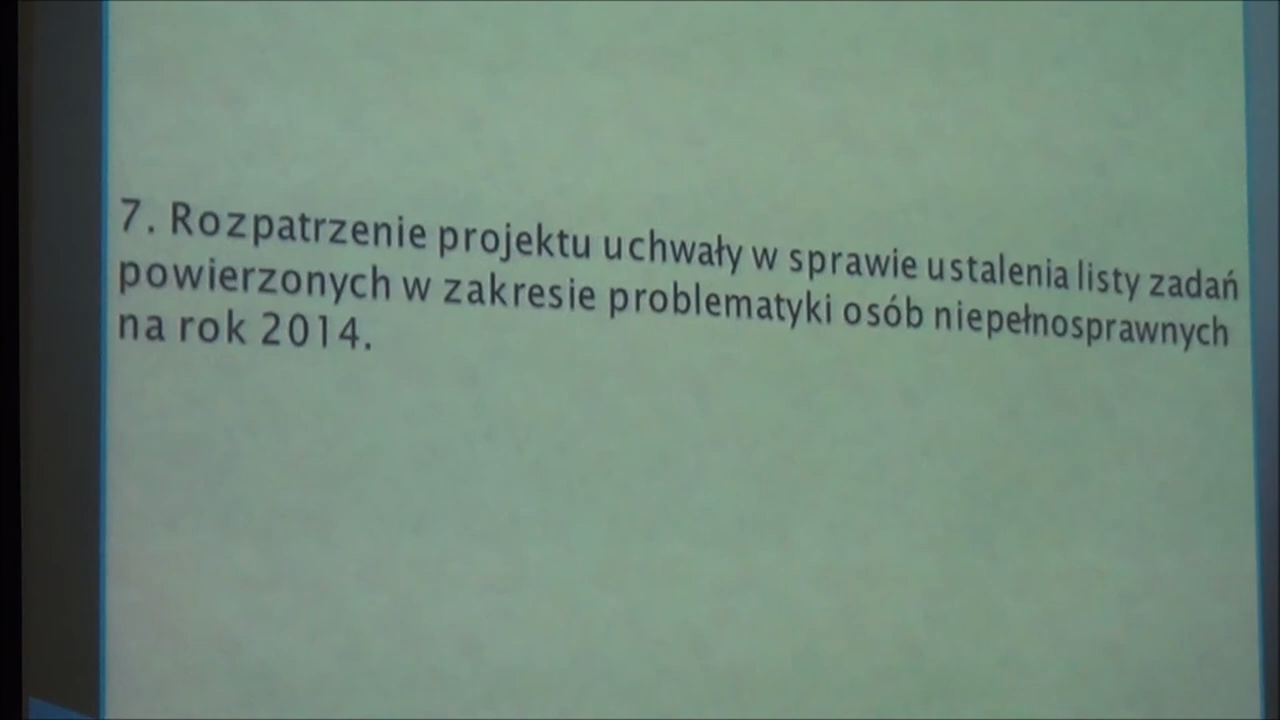 7. Rozpatrzenie projektu uchwały w sprawie ustalenia listy zadań
powierzonych w zakresie problematyki osób niepełnosprawnych
na rok 2014.